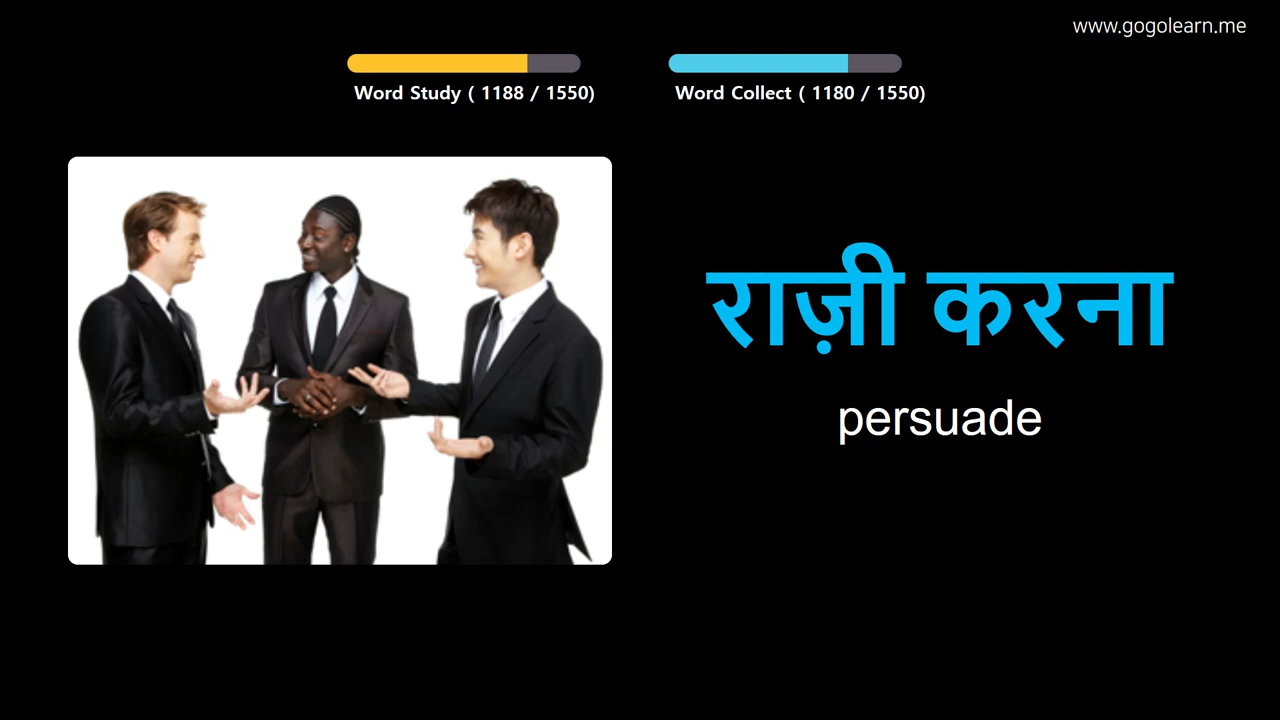 www.gogolearn.me
Word Study ( 1188 / 1550)
Word Collect ( 1180 / 1550)
राज़ी करना
persuade